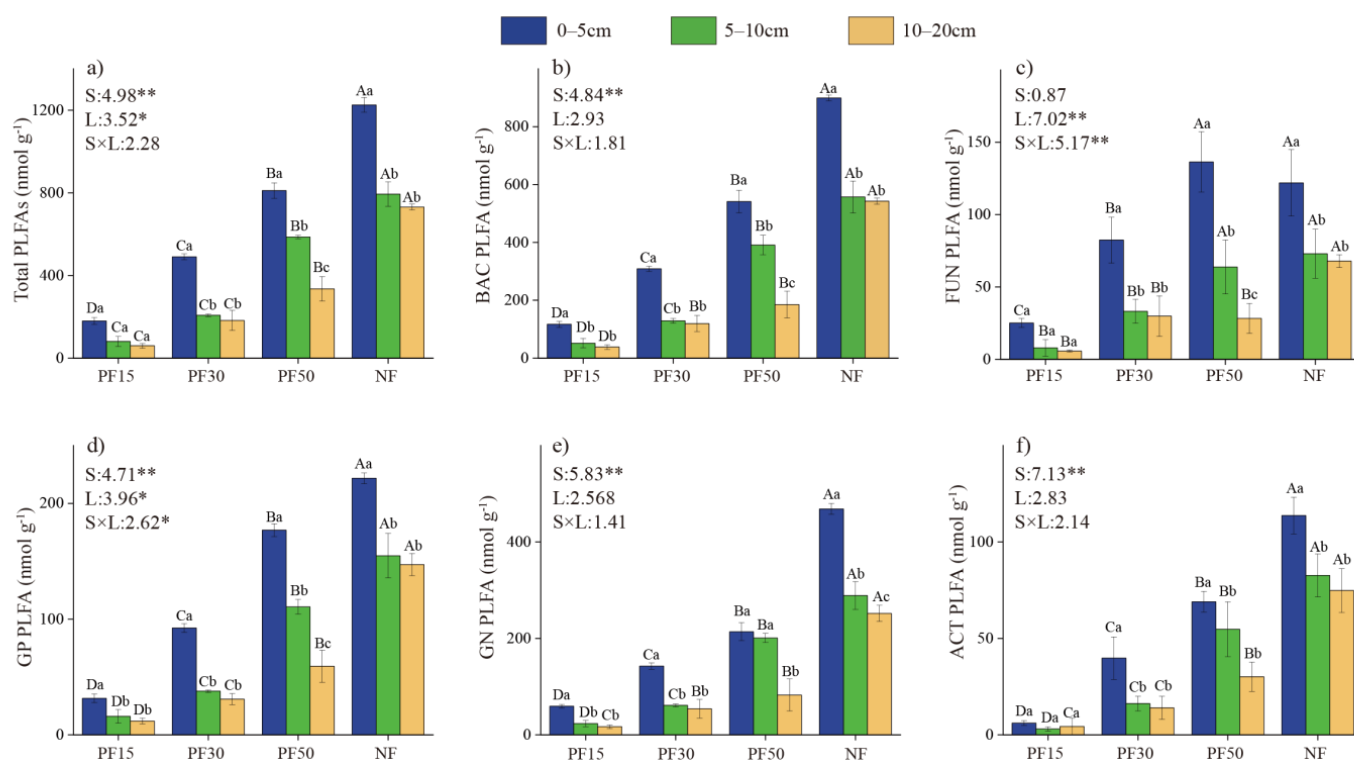 0–5cm 5–10cm 10–20cm
a)
S:4.98**
L:3.52*
S×L:2.28
Total PLFAs (nmol g-1)
1200
800
400
0
Da Ca Ca Ca Cb Cb Ba Bb Bc Aa Ab Ab
PF15 PF30 PF50 NF
b)
S:4.84**
L:2.93
S×L:1.81
BAC PLFA (nmol g-1)
800
600
400
200
0
Da Db Db Ca Cb Bb Ba Bb Bc Aa Ab Ab
PF15 PF30 PF50 NF
c)
S:0.87
L:7.02**
S×L:5.17**
FUN PLFA (nmol g-1)
150
100
50
0
Ca Ba Ba Ba Bb Bb Aa Ab Bc Aa Ab Ab
PF15 PF30 PF50 NF
d)
S:4.71**
L:3.96*
S×L:2.62*
GP PLFA (nmol g-1)
200
100
0
Da Db Db Ca Cb Cb Ba Bb Bc Aa Ab Ab
PF15 PF30 PF50 NF
e)
S:5.83**
L:2.568
S×L:1.41
GN PLFA (nmol g-1)
400
200
0
Da Db Cb Ca Cb Bb Ba Ba Bb Aa Ab Ac
PF15 PF30 PF50 NF
f)
S:7.13**
L:2.83
S×L:2.14
ACT PLFA (nmol g-1)
100
50
0
Da Da Ca Ca Cb Cb Ba Bb Bb Aa Ab Ab
PF15 PF30 PF50 NF